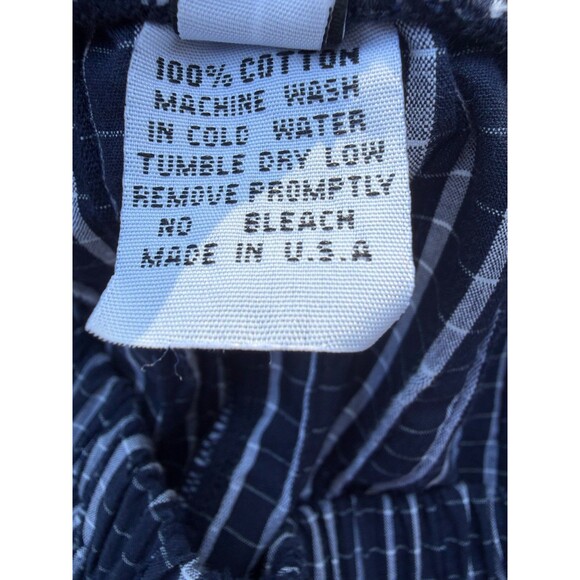 100% COTTON
MACHINE WASH
IN COLD WATER
TUMBLE DRY LOW
REMOVE PROMPTLY
NO BLEACH
MADE IN U.S.A